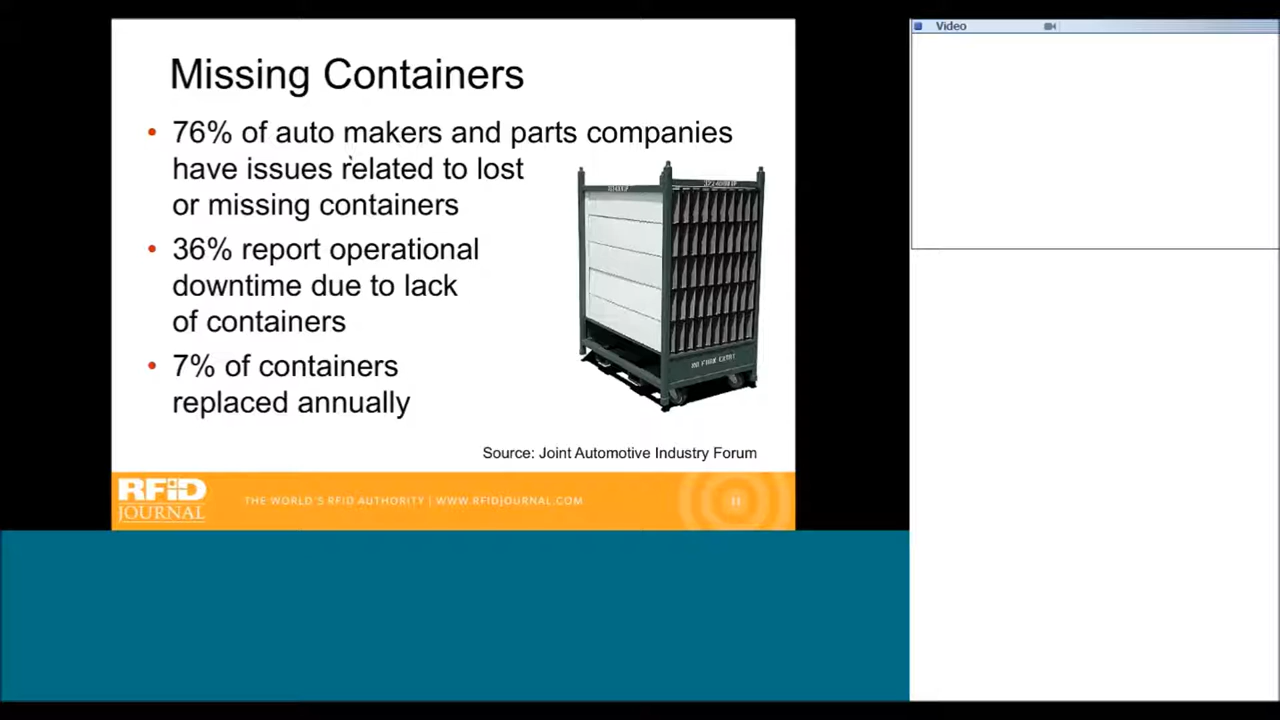 Video
Missing Containers
• 76% of auto makers and parts companies
have issues related to lost
or missing containers
• 36% report operational
downtime due to lack
of containers
• 7% of containers
replaced annually
Source: Joint Automotive Industry Forum
RFID
JOURNAL
THE WORLD'S RFID AUTHORITY | WWW.RFIDJOURNAL.COM
11